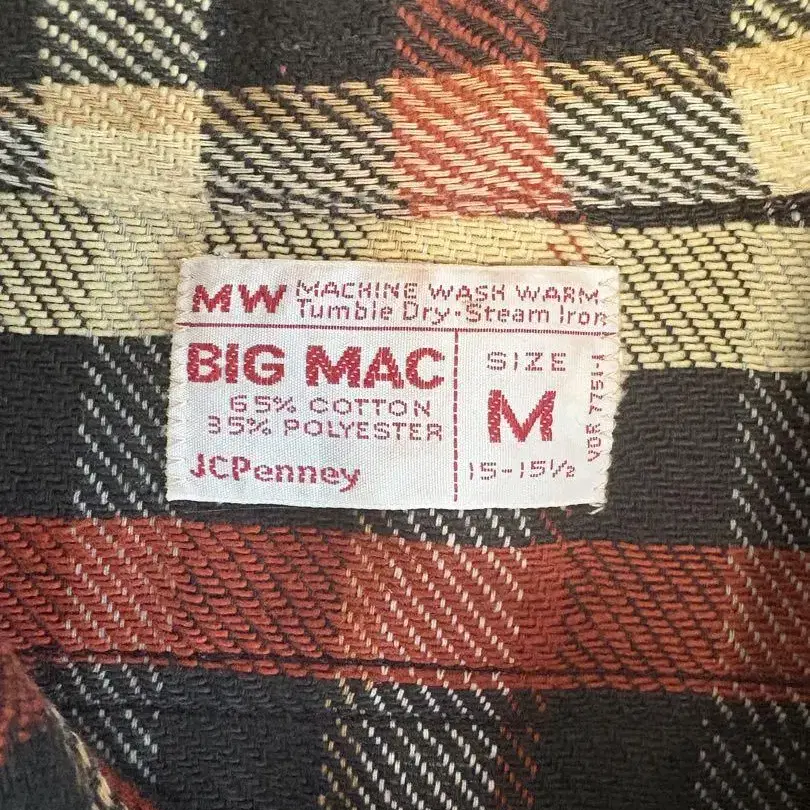 MW MACHINE WASH WARM
Tumble Dry-Steam Iron
BIG MAC
65% COTTON
35% POLYESTER
JCPenney
SIZE
M
15-15½
VDR 7751-1